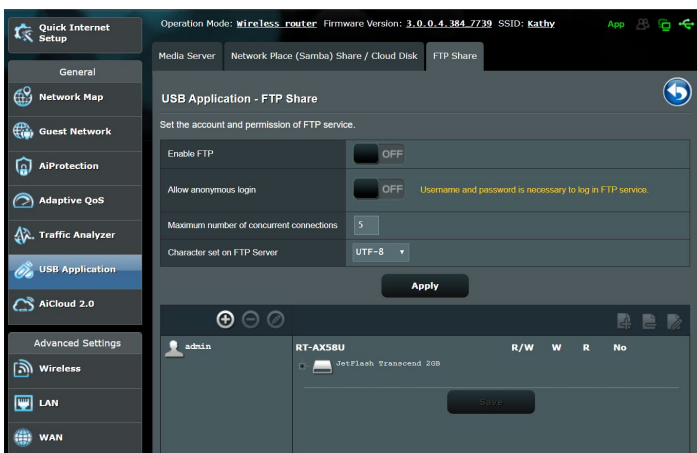 Quick Internet
Setup
Operation Mode: Wireless router Firmware Version: 3.0.0.4.384_7739 SSID: Kathy
App
Media Server
Network Place (Samba) Share / Cloud Disk
FTP Share
General
Network Map
Guest Network
AiProtection
Adaptive QoS
Traffic Analyzer
USB Application
AiCloud 2.0
Advanced Settings
Wireless
LAN
WAN
USB Application - FTP Share
Set the account and permission of FTP service.
Enable FTP
OFF
Allow anonymous login
OFF
Username and password is necessary to log in FTP service.
Maximum number of concurrent connections
5
Character set on FTP Server
UTF-8
Apply
admin
RT-AX58U
R/W W R No
JetFlash Transcend 2GB
Save